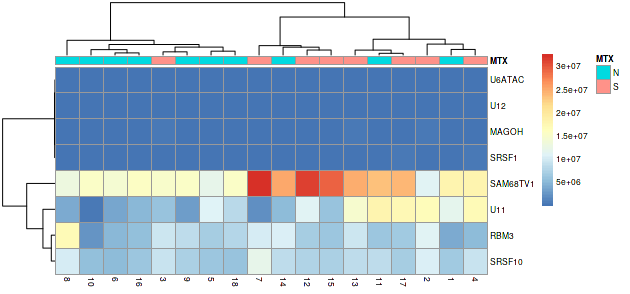 MTX
U6ATAC
U12
MAGOH
SRSF1
SAM68TV1
U11
RBM3
SRSF10
8 10 6 16 3 9 5 18 7 14 12 15 13 11 17 2 1 4
3e+07
2.5e+07
2e+07
1.5e+07
1e+07
5e+06
MTX
N
S